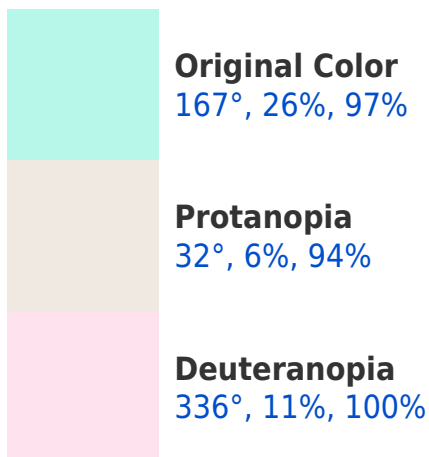 Original Color
167°, 26%, 97%
Protanopia
32°, 6%, 94%
Deuteranopia
336°, 11%, 100%